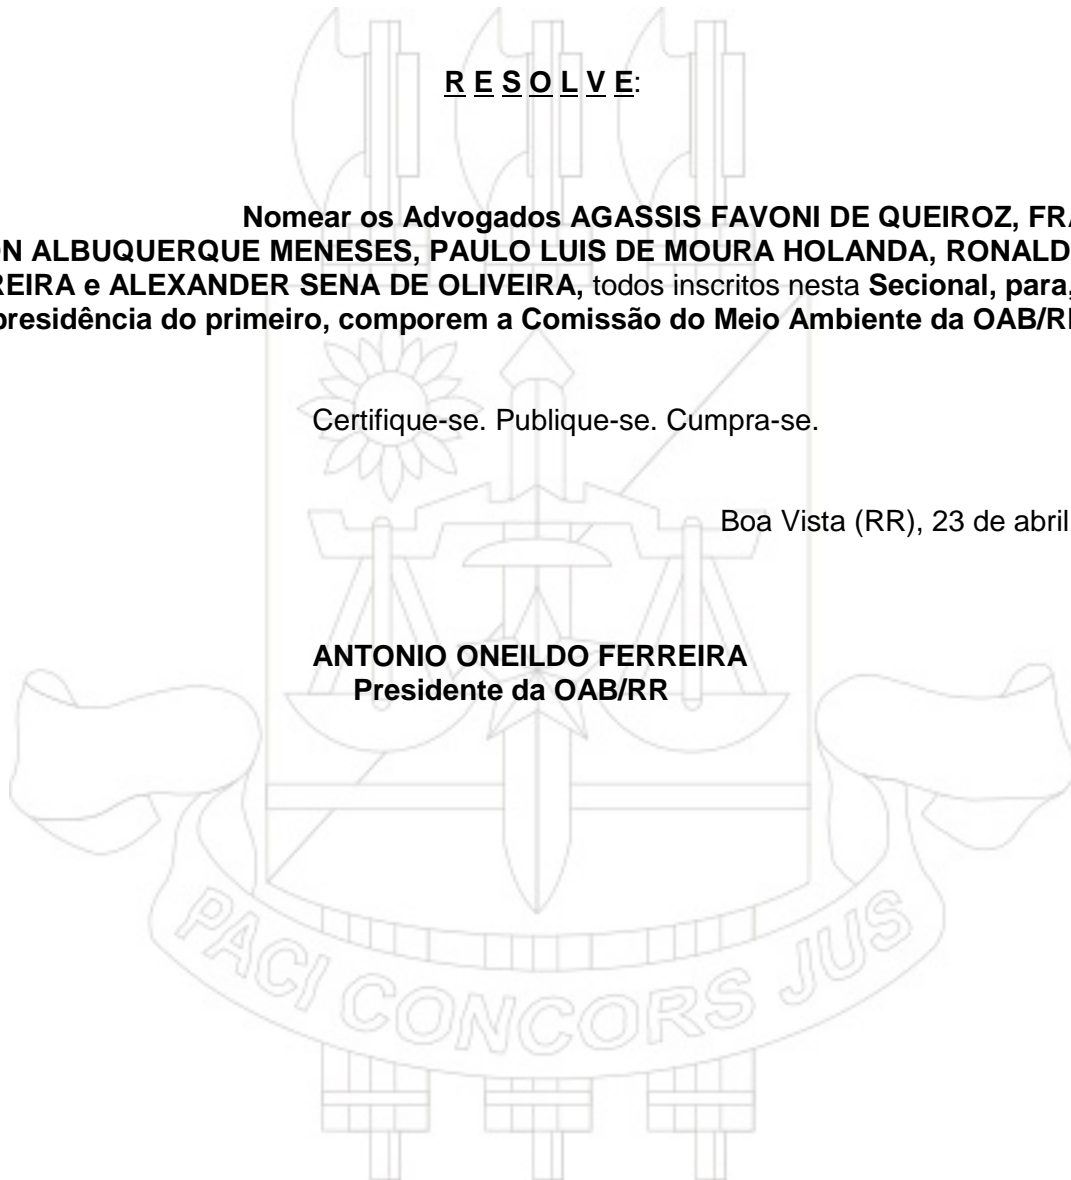 R E S O L V E:
Nomear os Advogados AGASSIS FAVONI DE QUEIROZ, FRA
ON ALBUQUERQUE MENESES, PAULO LUIS DE MOURA HOLANDA, RONALD
REIRA e ALEXANDER SENA DE OLIVEIRA, todos inscritos nesta Secional, para,
presidência do primeiro, comporem a Comissão do Meio Ambiente da OAB/RR
Certifique-se. Publique-se. Cumpra-se.
Boa Vista (RR), 23 de abril
ANTONIO ONEILDO FERREIRA
Presidente da OAB/RR
PACI CONCORS JUS